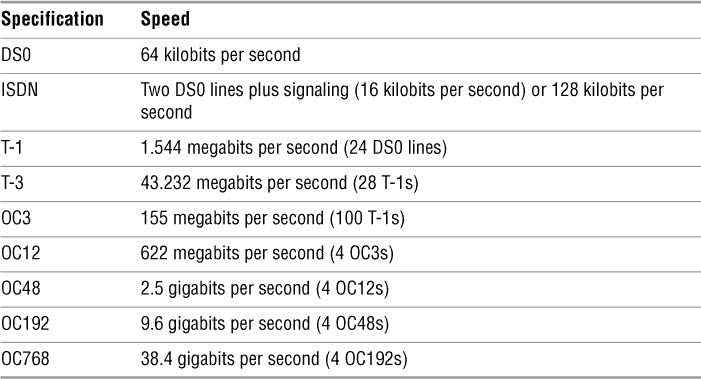 Specification Speed
DS0 64 kilobits per second
ISDN Two DS0 lines plus signaling (16 kilobits per second) or 128 kilobits per
second
T-1 1.544 megabits per second (24 DS0 lines)
T-3 43.232 megabits per second (28 T-1s)
OC3 155 megabits per second (100 T-1s)
OC12 622 megabits per second (4 OC3s)
OC48 2.5 gigabits per second (4 OC12s)
OC192 9.6 gigabits per second (4 OC48s)
OC768 38.4 gigabits per second (4 OC192s)